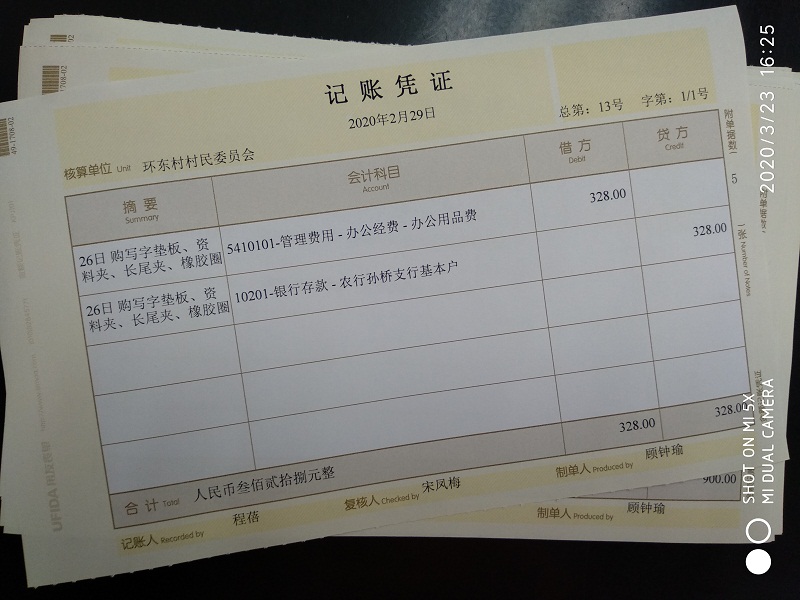 记账凭证
2020年2月29日
总第：13号 字第：1/1号
核算单位 Unit 环东村村民委员会
附单据数 5 (张) Number of Notes
摘要 Summary
会计科目 Account
借方 Debit
贷方 Credit
26日 购写字垫板、资
料夹、长尾夹、橡胶圈
5410101-管理费用 - 办公经费 - 办公用品费
328.00
26日 购写字垫板、资
料夹、长尾夹、橡胶圈
10201-银行存款 - 农行孙桥支行基本户
328.00
合计 Total 人民币叁佰贰拾捌元整
328.00
328.00
记账人 Recorded by 程蓓
复核人 Checked by 宋凤梅
制单人 Produced by 顾钟瑜
900.00
制单人 Produced by 顾钟瑜
UFIDA
2020/3/23 16:25
SHOT ON MI 5X
MI DUAL CAMERA